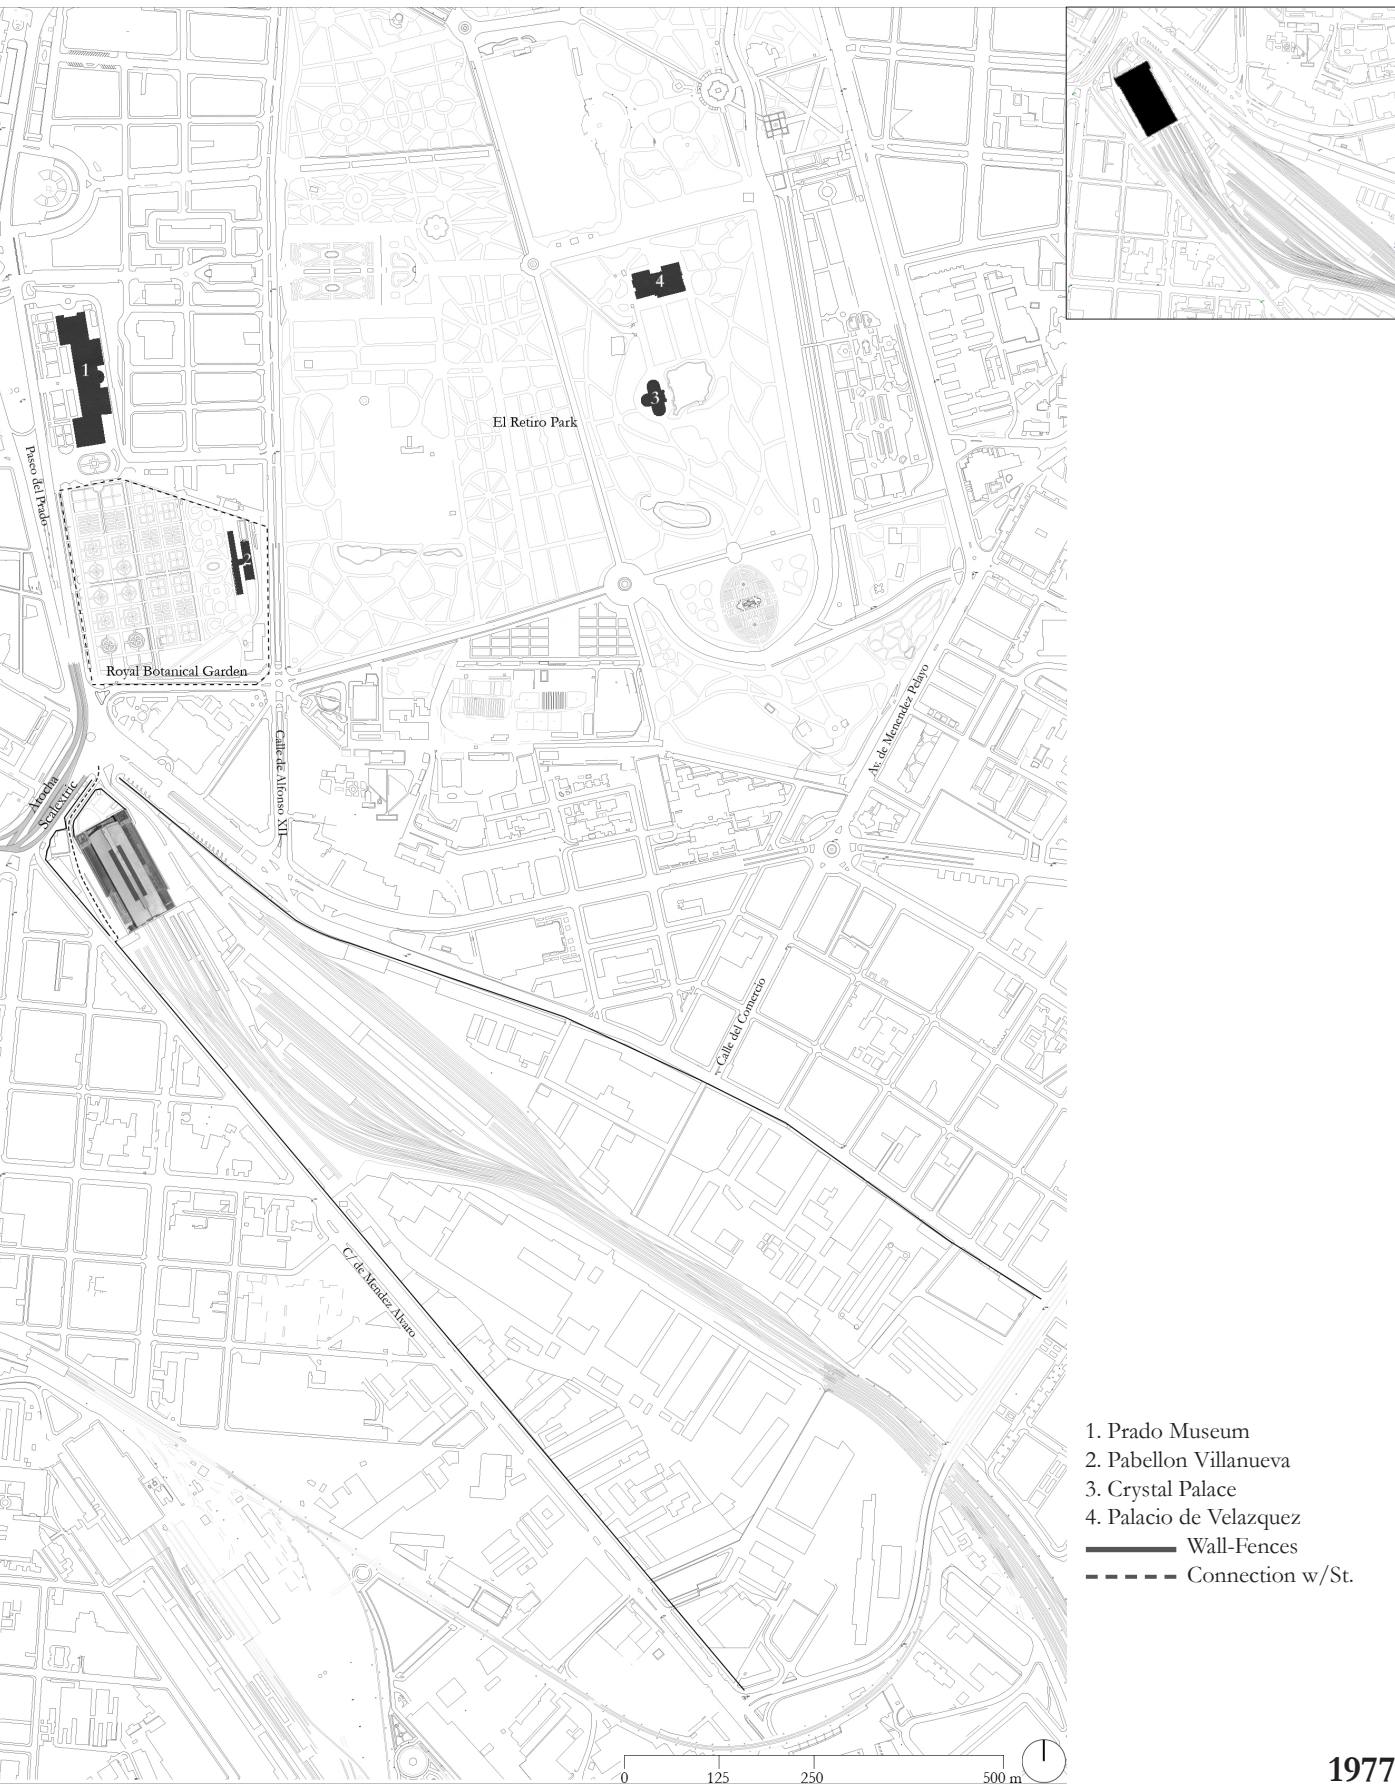 4
1
3
El Retiro Park
Paseo del Prado
2
Royal Botanical Garden
Av. de Menendez Pelayo
Calle de Alfonso XII
Atocha
Scalextric
Calle del Comercio
C/ de Mendez Alvaro
1. Prado Museum
2. Pabellon Villanueva
3. Crystal Palace
4. Palacio de Velazquez
Wall-Fences
Connection w/St.
0 125 250 500 m
1977